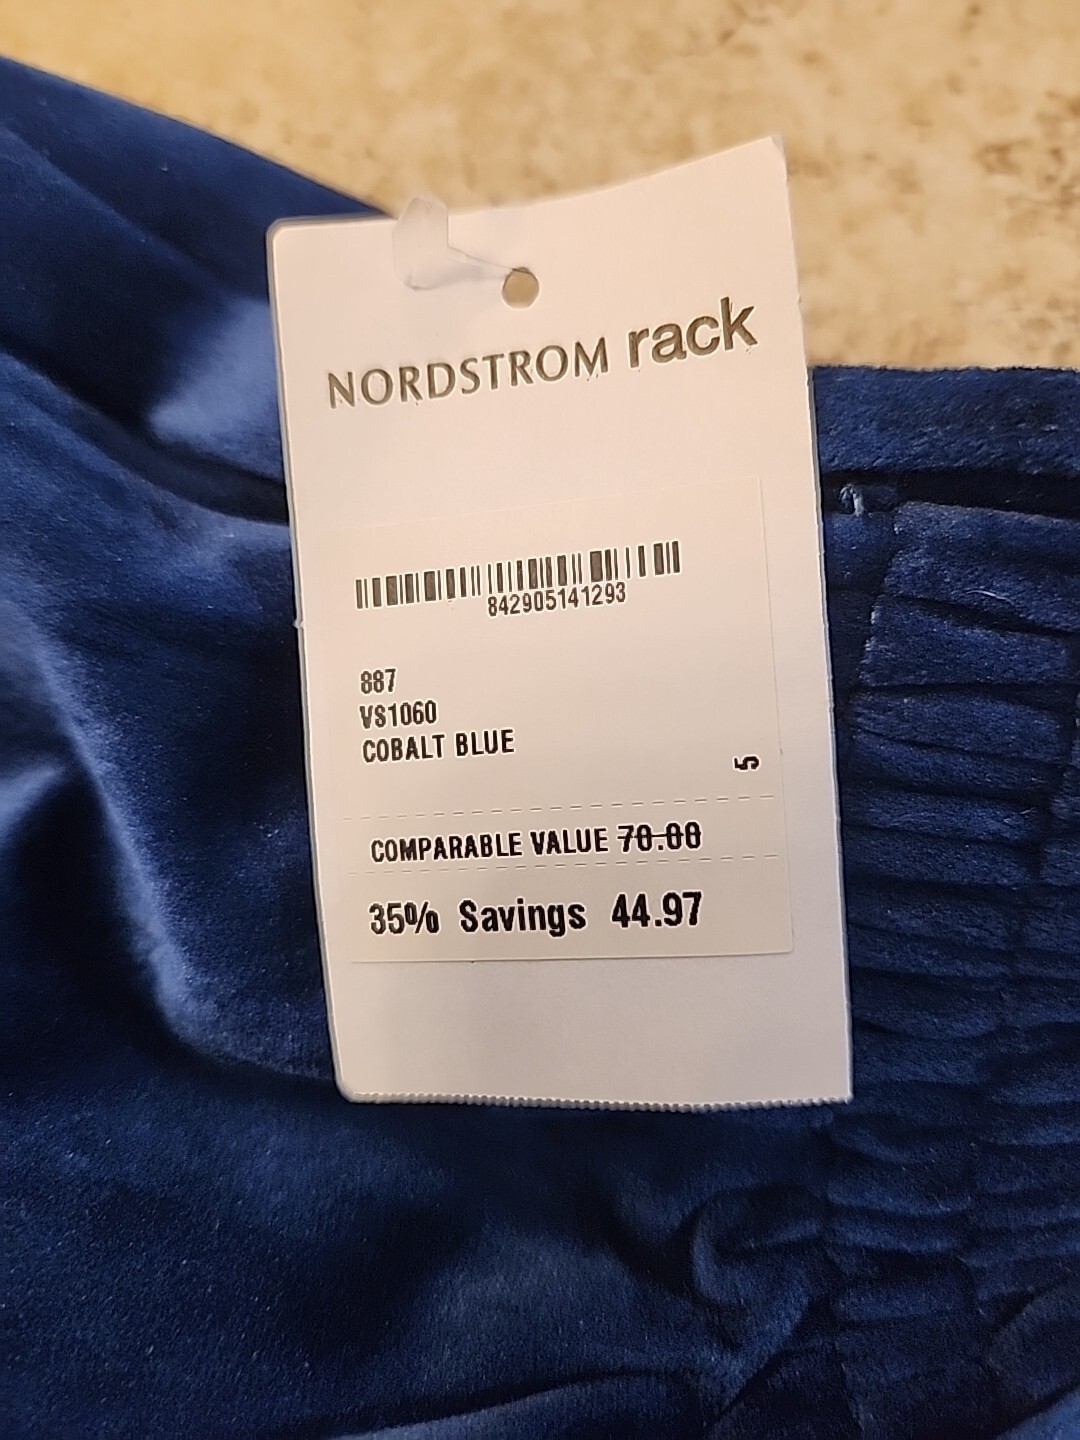 NORDSTROM rack
842905141293
887
VS1060
COBALT BLUE
5
COMPARABLE VALUE 70.00
35% Savings 44.97